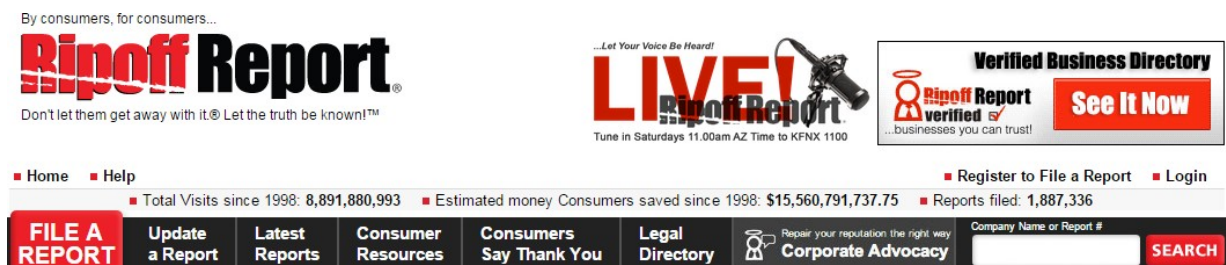 By consumers, for consumers...
Ripoff Report®
Don't let them get away with it.® Let the truth be known!™
...Let Your Voice Be Heard!
LIVE!
Ripoff Report
Tune in Saturdays 11.00am AZ Time to KFNX 1100
Verified Business Directory
Ripoff Report
verified
...businesses you can trust!
See It Now
Home Help
Register to File a Report Login
Total Visits since 1998: 8,891,880,993 Estimated money Consumers saved since 1998: $15,560,791,737.75 Reports filed: 1,887,336
FILE A
REPORT
Update
a Report
Latest
Reports
Consumer
Resources
Consumers
Say Thank You
Legal
Directory
Repair your reputation the right way
Corporate Advocacy
Company Name or Report #
SEARCH